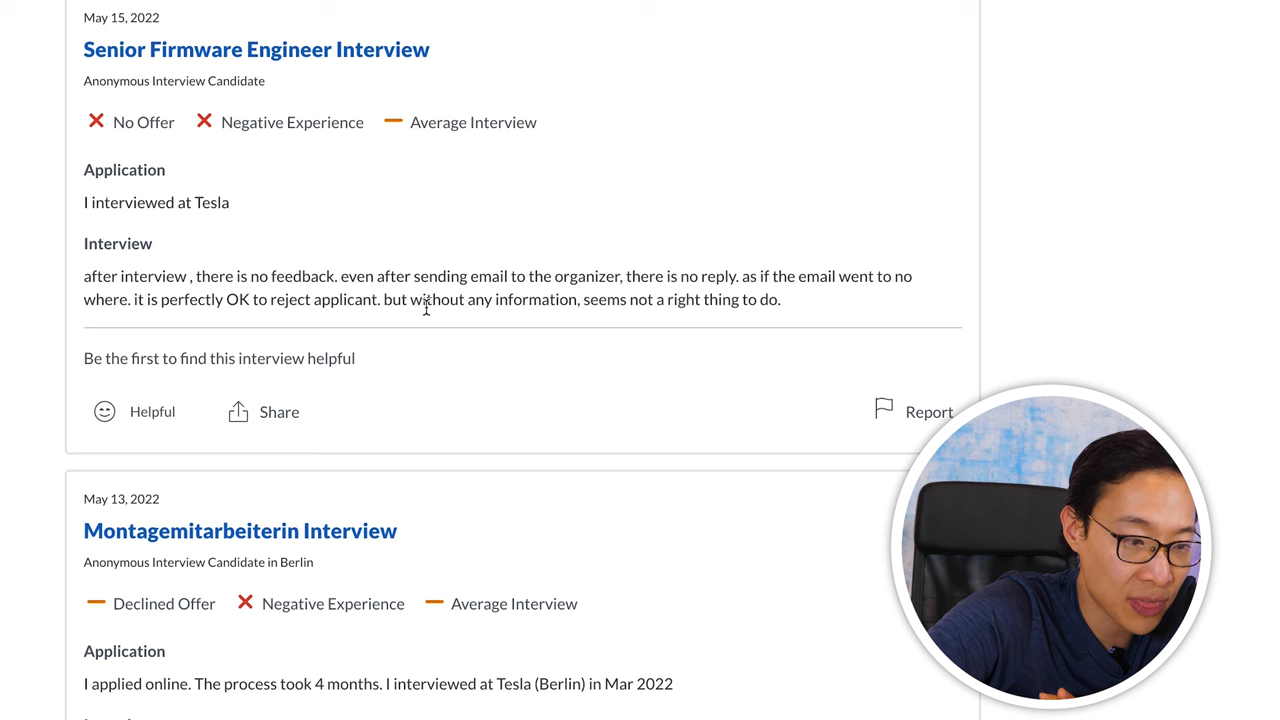 May 15, 2022
Senior Firmware Engineer Interview
Anonymous Interview Candidate
No Offer Negative Experience Average Interview
Application
I interviewed at Tesla
Interview
after interview , there is no feedback. even after sending email to the organizer, there is no reply. as if the email went to no
where. it is perfectly OK to reject applicant. but without any information, seems not a right thing to do.
Be the first to find this interview helpful
Helpful Share Report
May 13, 2022
Montagemitarbeiterin Interview
Anonymous Interview Candidate in Berlin
Declined Offer Negative Experience Average Interview
Application
I applied online. The process took 4 months. I interviewed at Tesla (Berlin) in Mar 2022